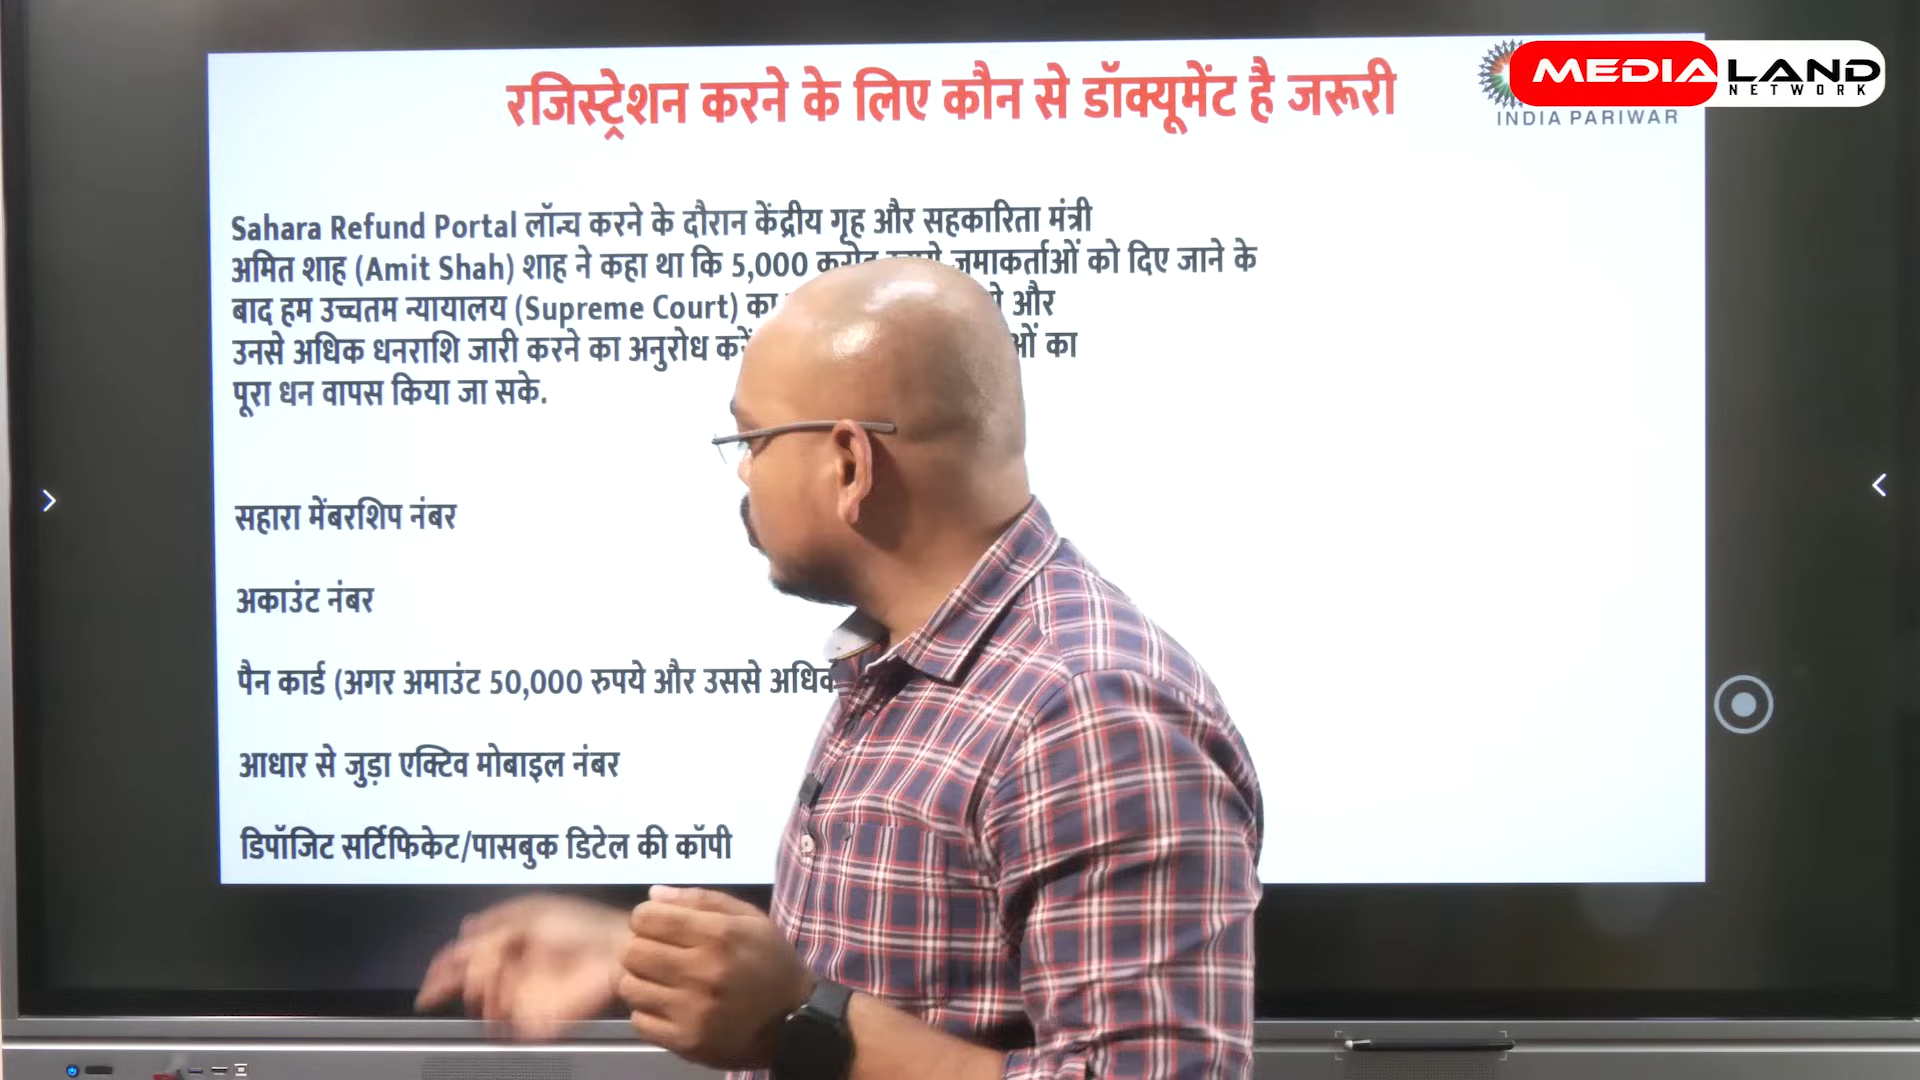 रजिस्ट्रेशन करने के लिए कौन से डॉक्यूमेंट है जरूरी
MEDIALAND
NETWORK
INDIA PARIWAR
Sahara Refund Portal लॉन्च करने के दौरान केंद्रीय गृह और सहकारिता मंत्री
अमित शाह (Amit Shah) शाह ने कहा था कि 5,000 जमाकर्ताओं को दिए जाने के
बाद हम उच्चतम न्यायालय (Supreme Court) का और
उनसे अधिक धनराशि जारी करने का अनुरोध का
पूरा धन वापस किया जा सके.
सहारा मेंबरशिप नंबर
अकाउंट नंबर
पैन कार्ड (अगर अमाउंट 50,000 रुपये और उससे अधिक
आधार से जुड़ा एक्टिव मोबाइल नंबर
डिपॉजिट सर्टिफिकेट/पासबुक डिटेल की कॉपी